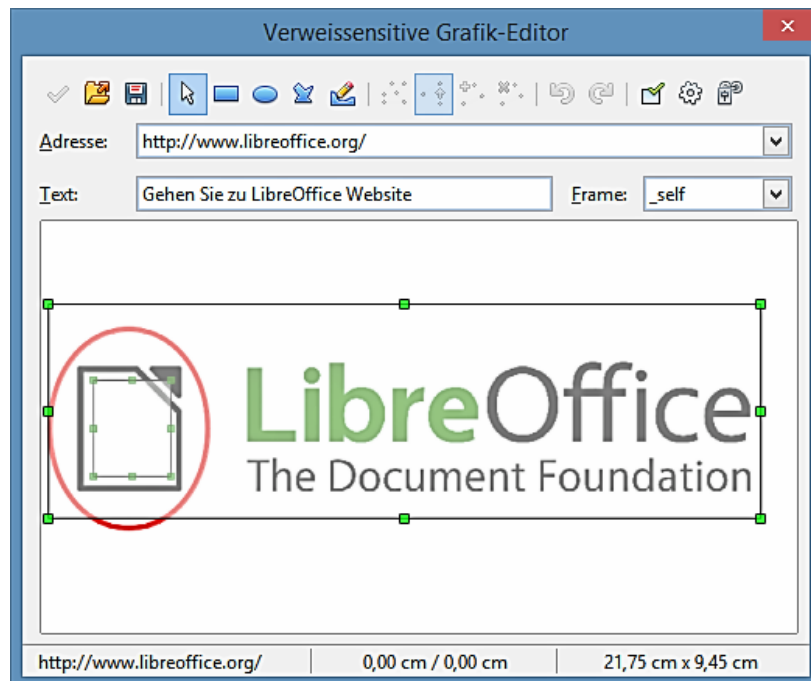 Verweissensitive Grafik-Editor
Adresse: http://www.libreoffice.org/
Text: Gehen Sie zu LibreOffice Website Frame: _self
LibreOffice
The Document Foundation
http://www.libreoffice.org/ 0,00 cm / 0,00 cm 21,75 cm x 9,45 cm